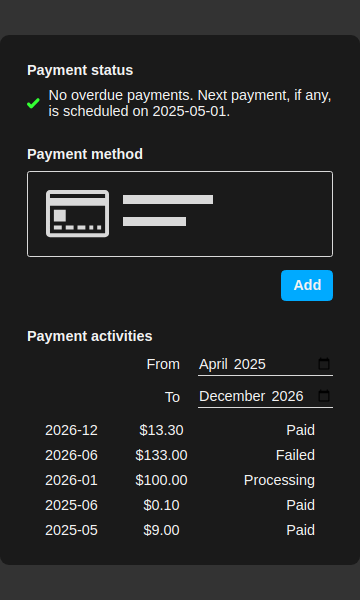 Payment status
No overdue payments. Next payment, if any,
is scheduled on 2025-05-01.
Payment method
Add
Payment activities
From April 2025
To December 2026
2026-12 $13.30 Paid
2026-06 $133.00 Failed
2026-01 $100.00 Processing
2025-06 $0.10 Paid
2025-05 $9.00 Paid